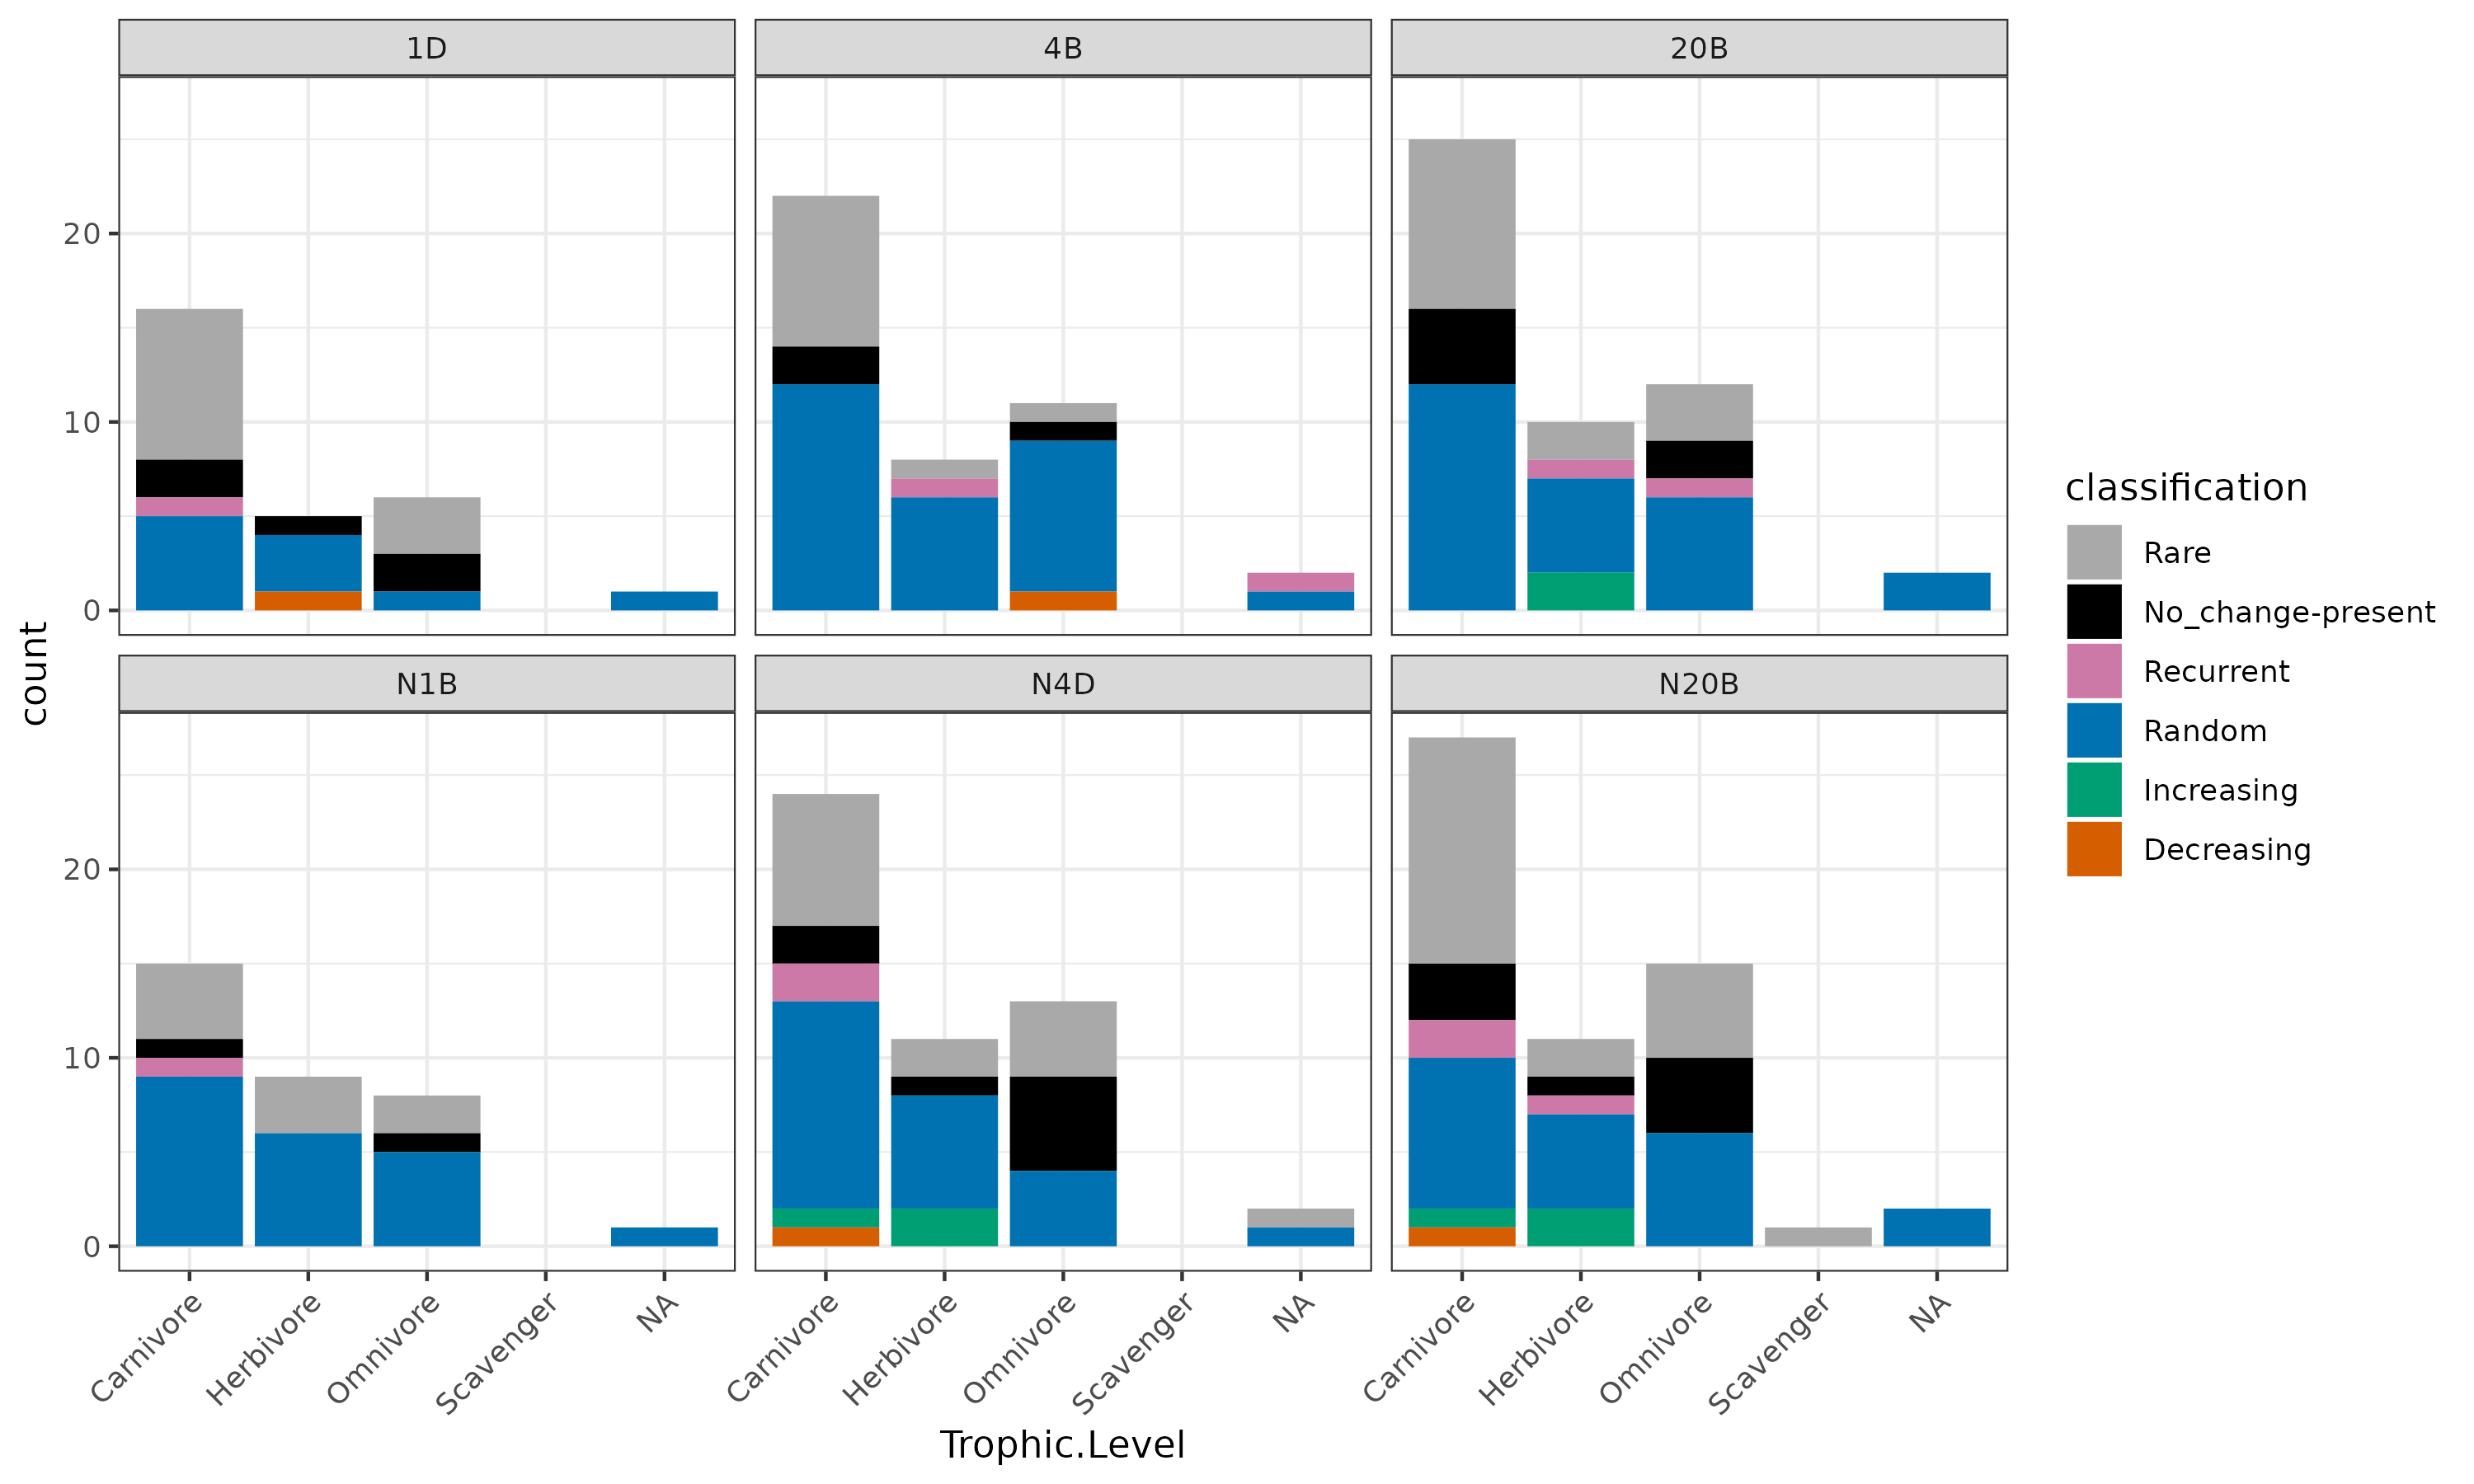 1D
4B
20B
20
10
0
count
N1B
N4D
N20B
20
10
0
Carnivore
Herbivore
Omnivore
Scavenger
NA
Carnivore
Herbivore
Omnivore
Scavenger
NA
Carnivore
Herbivore
Omnivore
Scavenger
NA
Trophic.Level
classification
Rare
No_change-present
Recurrent
Random
Increasing
Decreasing